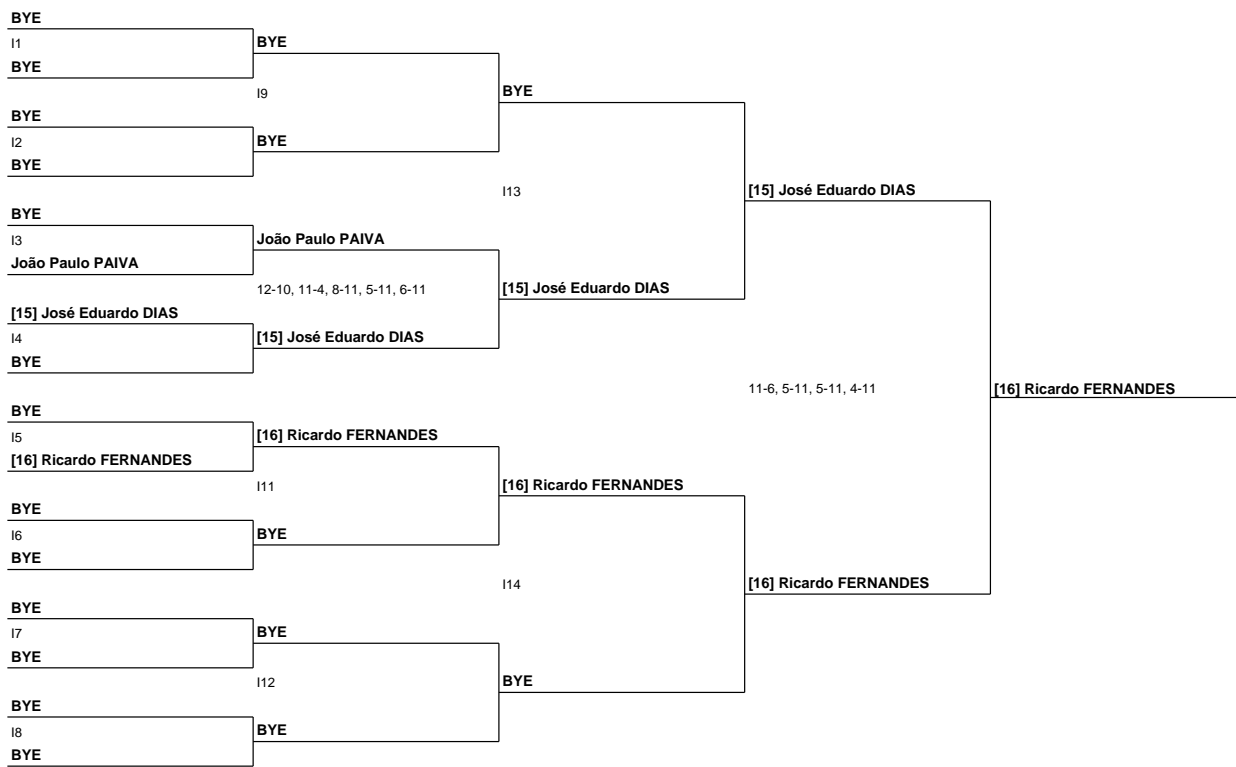 BYE
I1
BYE
BYE
I2
BYE
BYE
I3
João Paulo PAIVA
[15] José Eduardo DIAS
I4
BYE
BYE
I5
[16] Ricardo FERNANDES
BYE
I6
BYE
BYE
I7
BYE
BYE
I8
BYE
BYE
I9
BYE
João Paulo PAIVA
12-10, 11-4, 8-11, 5-11, 6-11
[15] José Eduardo DIAS
[16] Ricardo FERNANDES
I11
BYE
BYE
I12
BYE
BYE
I13
[15] José Eduardo DIAS
[16] Ricardo FERNANDES
I14
BYE
[15] José Eduardo DIAS
11-6, 5-11, 5-11, 4-11
[16] Ricardo FERNANDES
[16] Ricardo FERNANDES